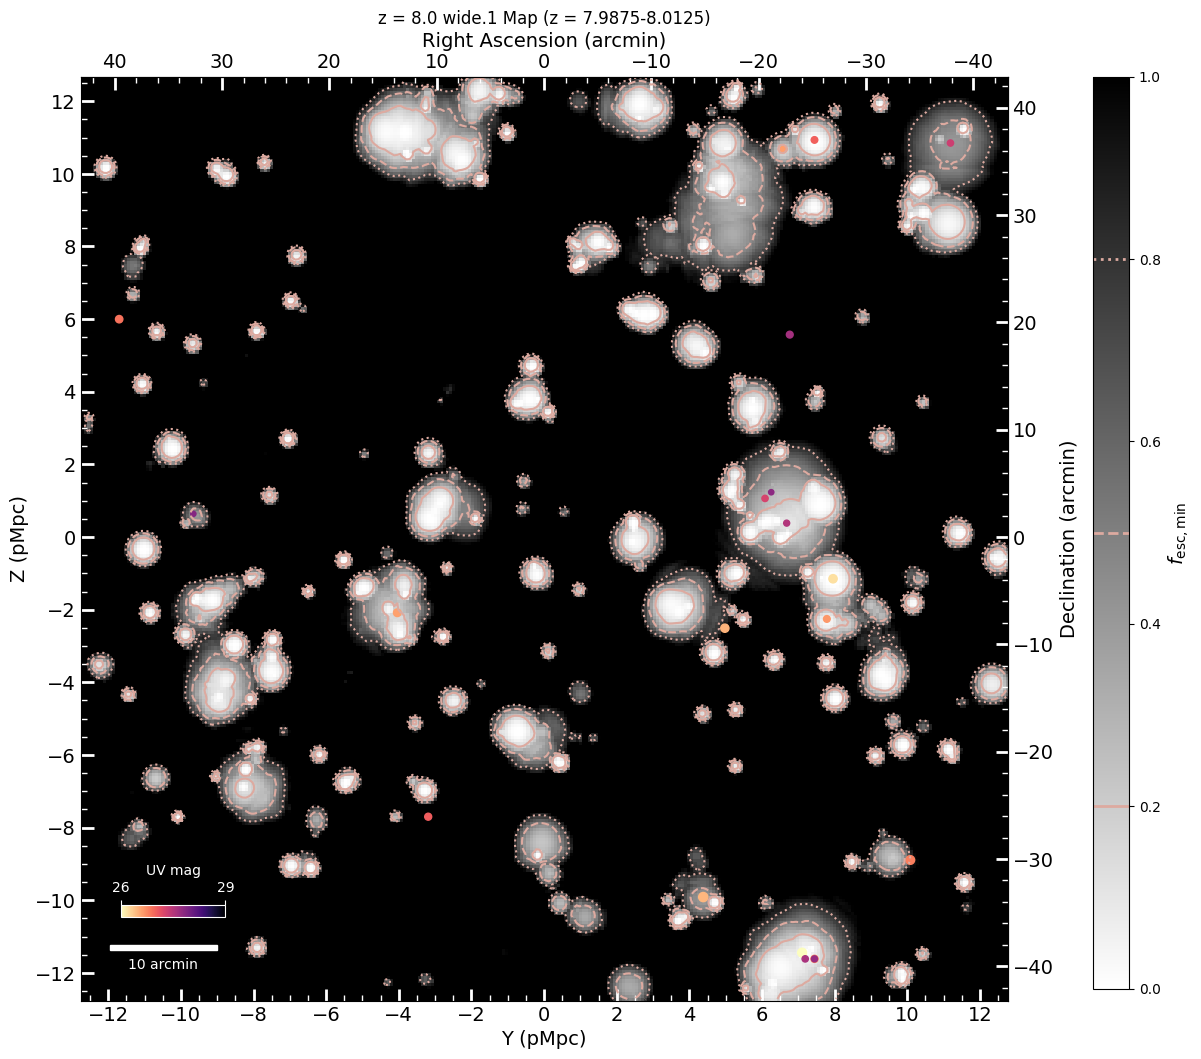 z = 8.0 wide.1 Map (z = 7.9875-8.0125)
Right Ascension (arcmin)
40 30 20 10 0 −10 −20 −30 −40
12 10 8 6 4 2 0 −2 −4 −6 −8 −10 −12
Z (pMpc)
40 30 20 10 0 −10 −20 −30 −40
Declination (arcmin)
1.0 0.8 0.6 0.4 0.2 0.0
fesc,min
UV mag
26 29
10 arcmin
−12 −10 −8 −6 −4 −2 0 2 4 6 8 10 12
Y (pMpc)